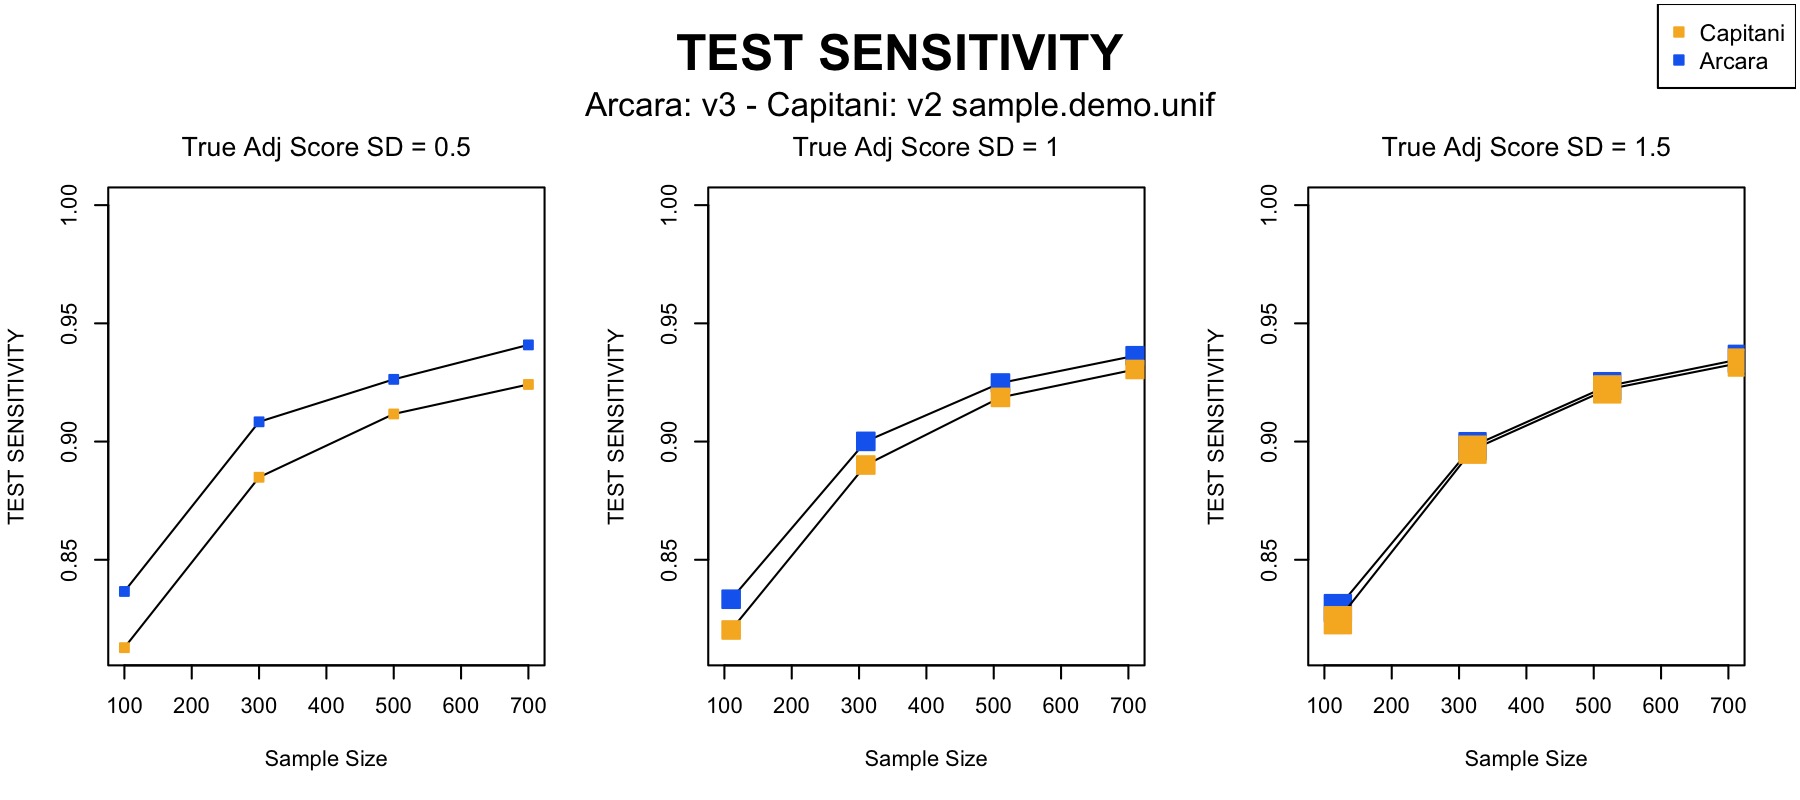 TEST SENSITIVITY
Arcara: v3 - Capitani: v2 sample.demo.unif
Capitani
Arcara
True Adj Score SD = 0.5
TEST SENSITIVITY
1.00
0.95
0.90
0.85
100 200 300 400 500 600 700
Sample Size
True Adj Score SD = 1
TEST SENSITIVITY
1.00
0.95
0.90
0.85
100 200 300 400 500 600 700
Sample Size
True Adj Score SD = 1.5
TEST SENSITIVITY
1.00
0.95
0.90
0.85
100 200 300 400 500 600 700
Sample Size